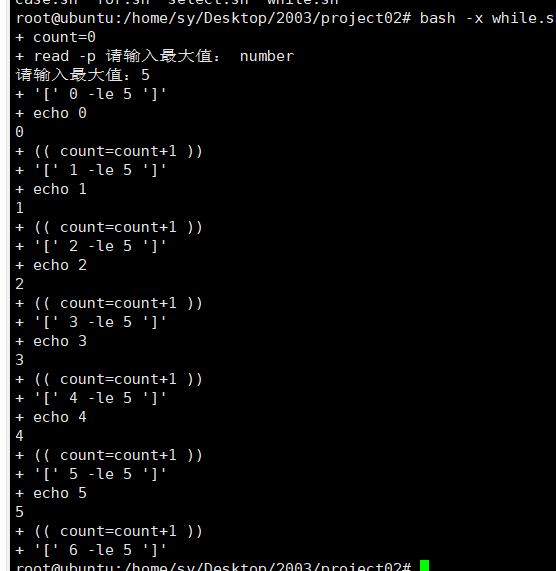 case.sh for.sh select.sh while.sh
root@ubuntu:/home/sy/Desktop/2003/project02# bash -x while.s
+ count=0
+ read -p 请输入最大值： number
请输入最大值：5
+ '[' 0 -le 5 ']'
+ echo 0
0
+ (( count=count+1 ))
+ '[' 1 -le 5 ']'
+ echo 1
1
+ (( count=count+1 ))
+ '[' 2 -le 5 ']'
+ echo 2
2
+ (( count=count+1 ))
+ '[' 3 -le 5 ']'
+ echo 3
3
+ (( count=count+1 ))
+ '[' 4 -le 5 ']'
+ echo 4
4
+ (( count=count+1 ))
+ '[' 5 -le 5 ']'
+ echo 5
5
+ (( count=count+1 ))
+ '[' 6 -le 5 ']'
root@ubuntu:/home/sy/Desktop/2003/project02#